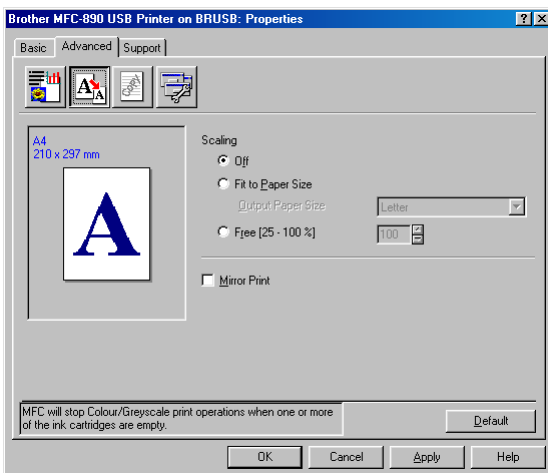 Brother MFC-890 USB Printer on BRUSB: Properties
Basic Advanced Support
A A COPY
A4
210 x 297 mm
A
Scaling
Off
Fit to Paper Size
Output Paper Size Letter
Free [25 - 100 %] 100
Mirror Print
MFC will stop Colour/Greyscale print operations when one or more
of the ink cartridges are empty.
Default
OK Cancel Apply Help